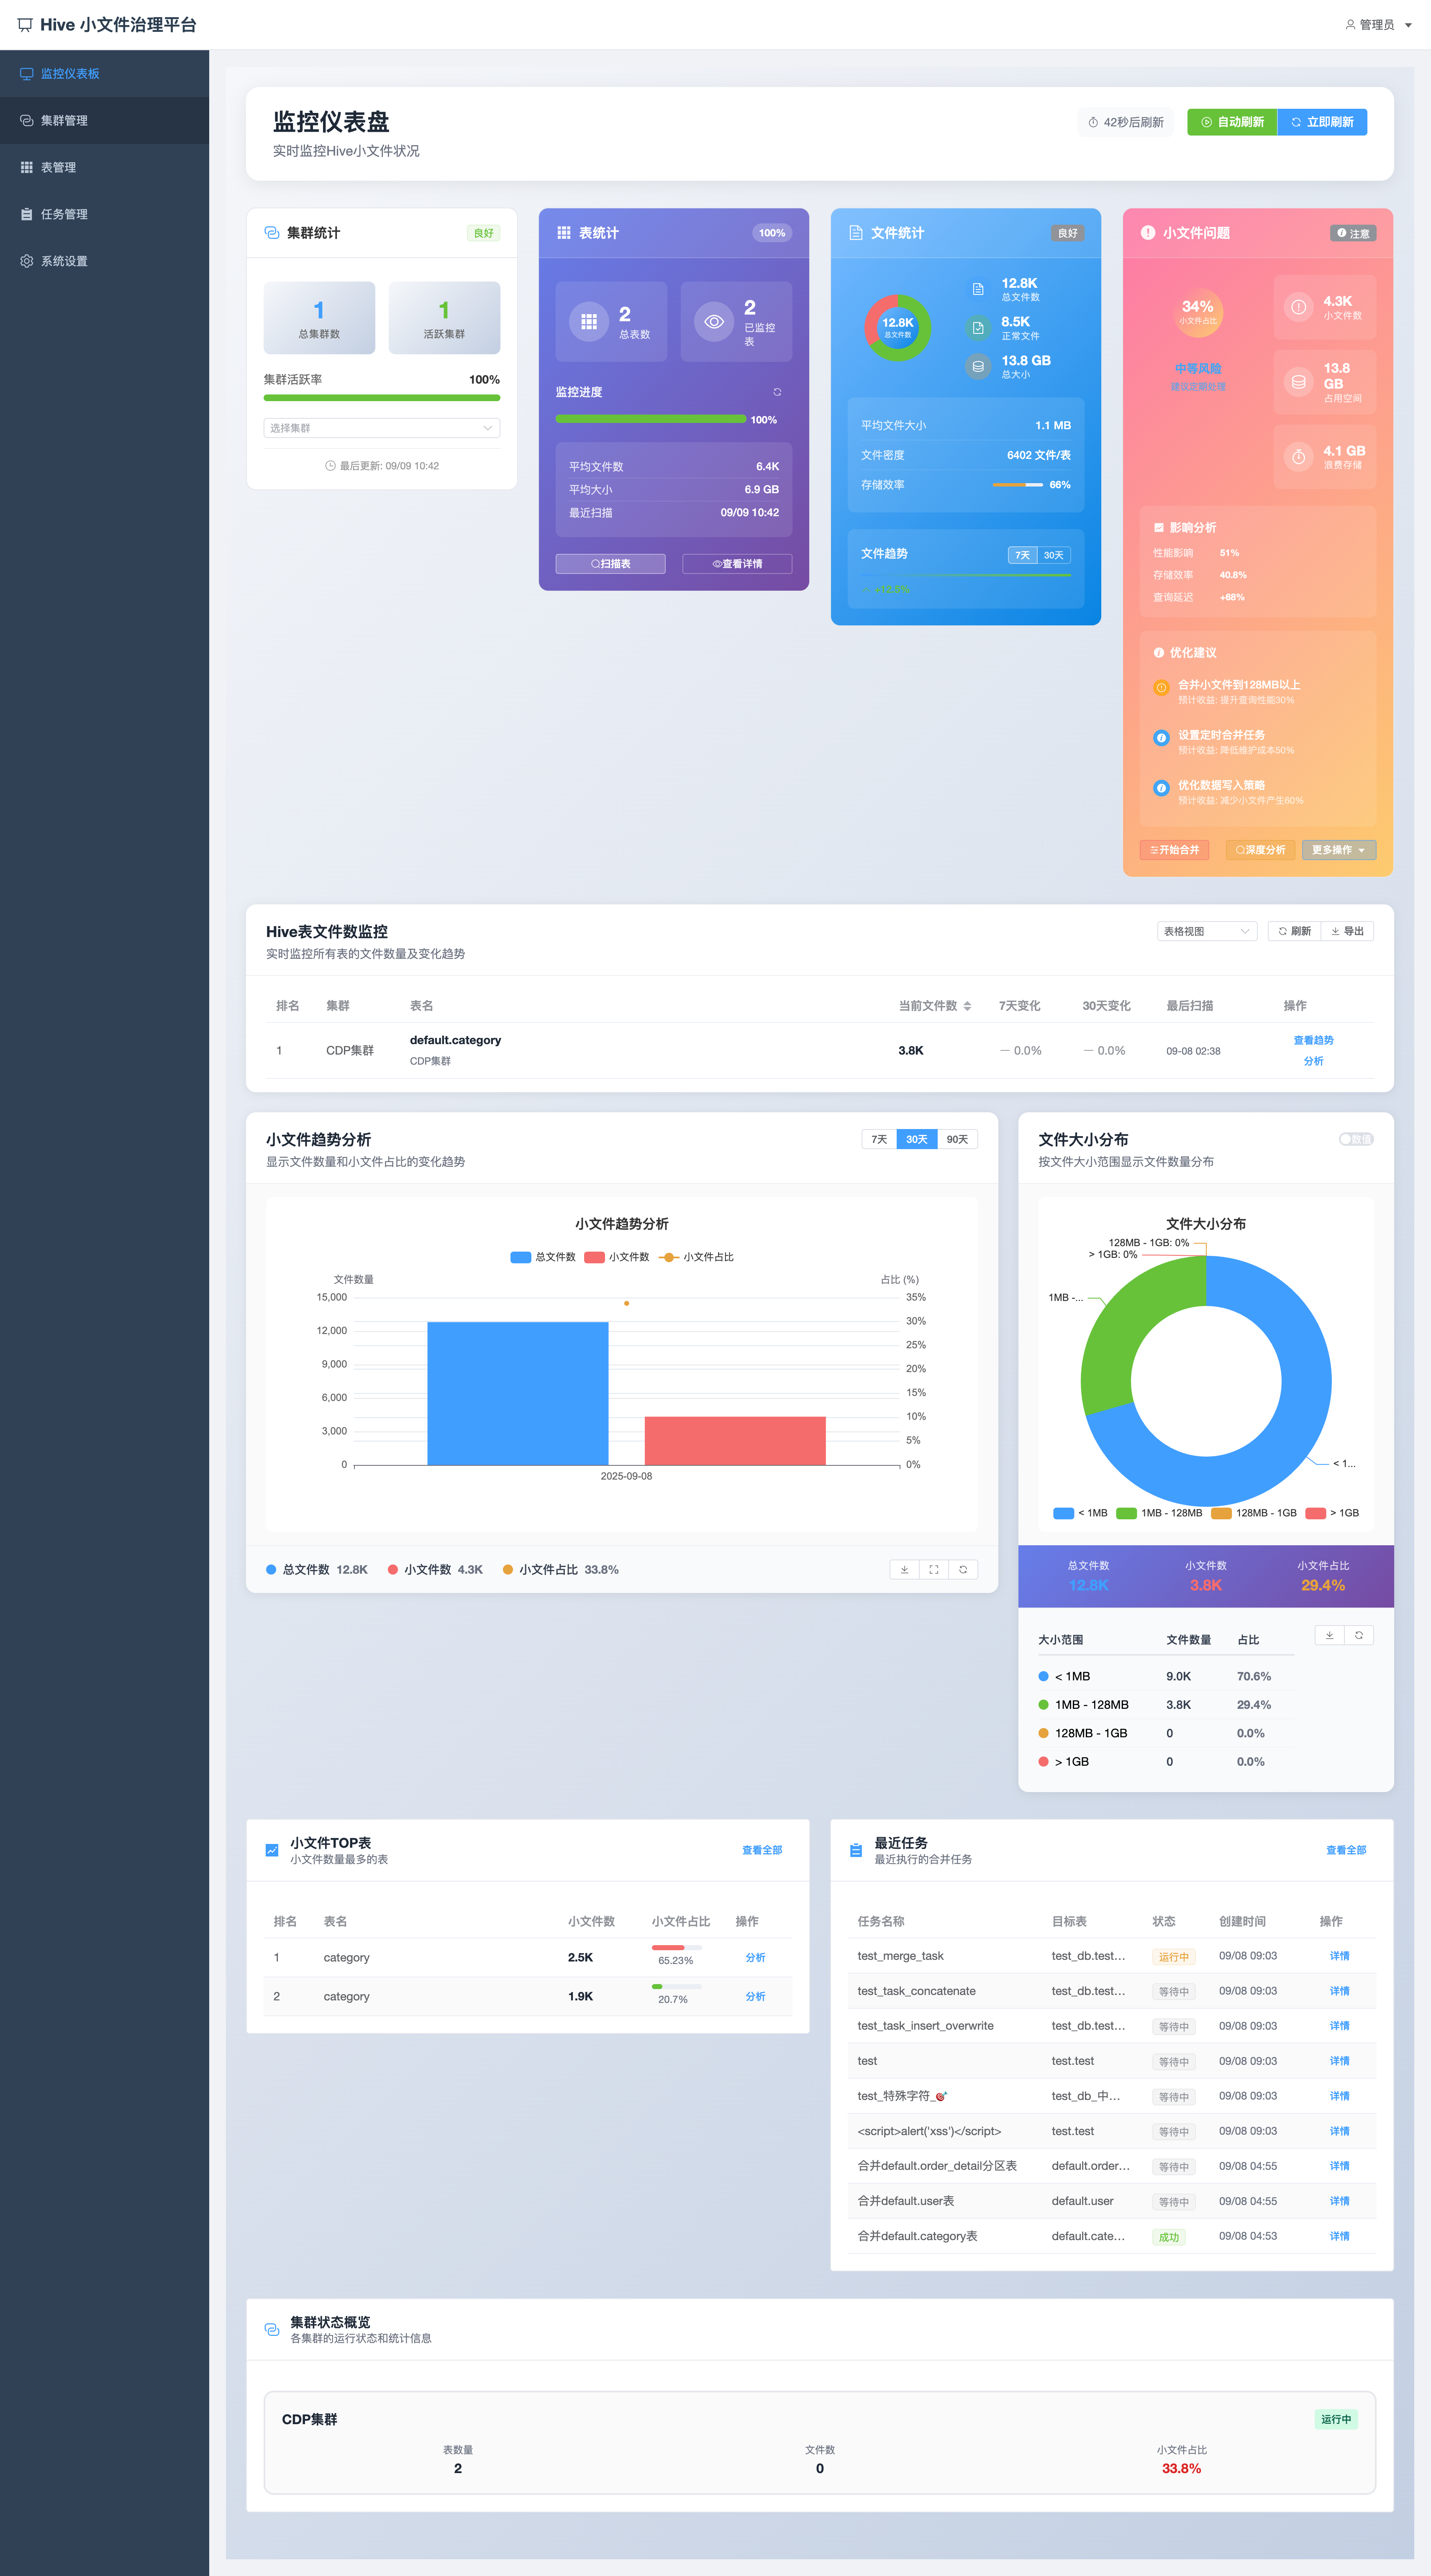 Hive 小文件治理平台
管理员
监控仪表板
集群管理
表管理
任务管理
系统设置
监控仪表盘
实时监控Hive小文件状况
42秒后刷新
自动刷新
立即刷新
集群统计
良好
1
总集群数
1
活跃集群
集群活跃率
100%
选择集群
最后更新: 09/09 10:42
表统计
100%
2
总表数
2
已监控
表
监控进度
100%
平均文件数
6.4K
平均大小
6.9 GB
最近扫描
09/09 10:42
扫描表
查看详情
文件统计
良好
12.8K
总文件数
12.8K
总文件数
8.5K
正常文件
13.8 GB
总大小
平均文件大小
1.1 MB
文件密度
6402 文件/表
存储效率
66%
文件趋势
7天
30天
小文件问题
注意
34%
小文件占比
中等风险
建议定期处理
4.3K
小文件数
13.8
GB
占用空间
4.1 GB
浪费存储
影响分析
性能影响
51%
存储效率
40.8%
查询延迟
+68%
优化建议
合并小文件到128MB以上
预计收益: 提升查询性能30%
设置定时合并任务
预计收益: 降低维护成本50%
优化数据写入策略
预计收益: 减少小文件产生60%
开始合并
深度分析
更多操作
Hive表文件数监控
实时监控所有表的文件数量及变化趋势
表格视图
刷新
导出
排名 集群 表名 当前文件数 7天变化 30天变化 最后扫描 操作
1 CDP集群 default.category 3.8K — 0.0% — 0.0% 09-08 02:38 查看趋势
CDP集群 分析
小文件趋势分析
显示文件数量和小文件占比的变化趋势
7天
30天
90天
小文件趋势分析
总文件数 小文件数 小文件占比
文件数量
占比 (%)
15,000
12,000
9,000
6,000
3,000
0
35%
30%
25%
20%
15%
10%
5%
0%
2025-09-08
总文件数 12.8K 小文件数 4.3K 小文件占比 33.8%
文件大小分布
按文件大小范围显示文件数量分布
数值
文件大小分布
128MB - 1GB: 0%
> 1GB: 0%
1MB -...
< 1...
< 1MB 1MB - 128MB 128MB - 1GB > 1GB
总文件数 小文件数 小文件占比
12.8K 3.8K 29.4%
大小范围 文件数量 占比
< 1MB 9.0K 70.6%
1MB - 128MB 3.8K 29.4%
128MB - 1GB 0 0.0%
> 1GB 0 0.0%
小文件TOP表
小文件数量最多的表
查看全部
排名 表名 小文件数 小文件占比 操作
1 category 2.5K 65.23% 分析
2 category 1.9K 20.7% 分析
最近任务
最近执行的合并任务
查看全部
任务名称 目标表 状态 创建时间 操作
test_merge_task test_db.test... 运行中 09/08 09:03 详情
test_task_concatenate test_db.test... 等待中 09/08 09:03 详情
test_task_insert_overwrite test_db.test... 等待中 09/08 09:03 详情
test test.test 等待中 09/08 09:03 详情
test_特殊字符_🎯 test_db_中... 等待中 09/08 09:03 详情
<script>alert('xss')</script> test.test 等待中 09/08 09:03 详情
合并default.order_detail分区表 default.order... 等待中 09/08 04:55 详情
合并default.user表 default.user 等待中 09/08 04:55 详情
合并default.category表 default.cate... 成功 09/08 04:53 详情
集群状态概览
各集群的运行状态和统计信息
CDP集群
运行中
表数量 文件数 小文件占比
2 0 33.8%